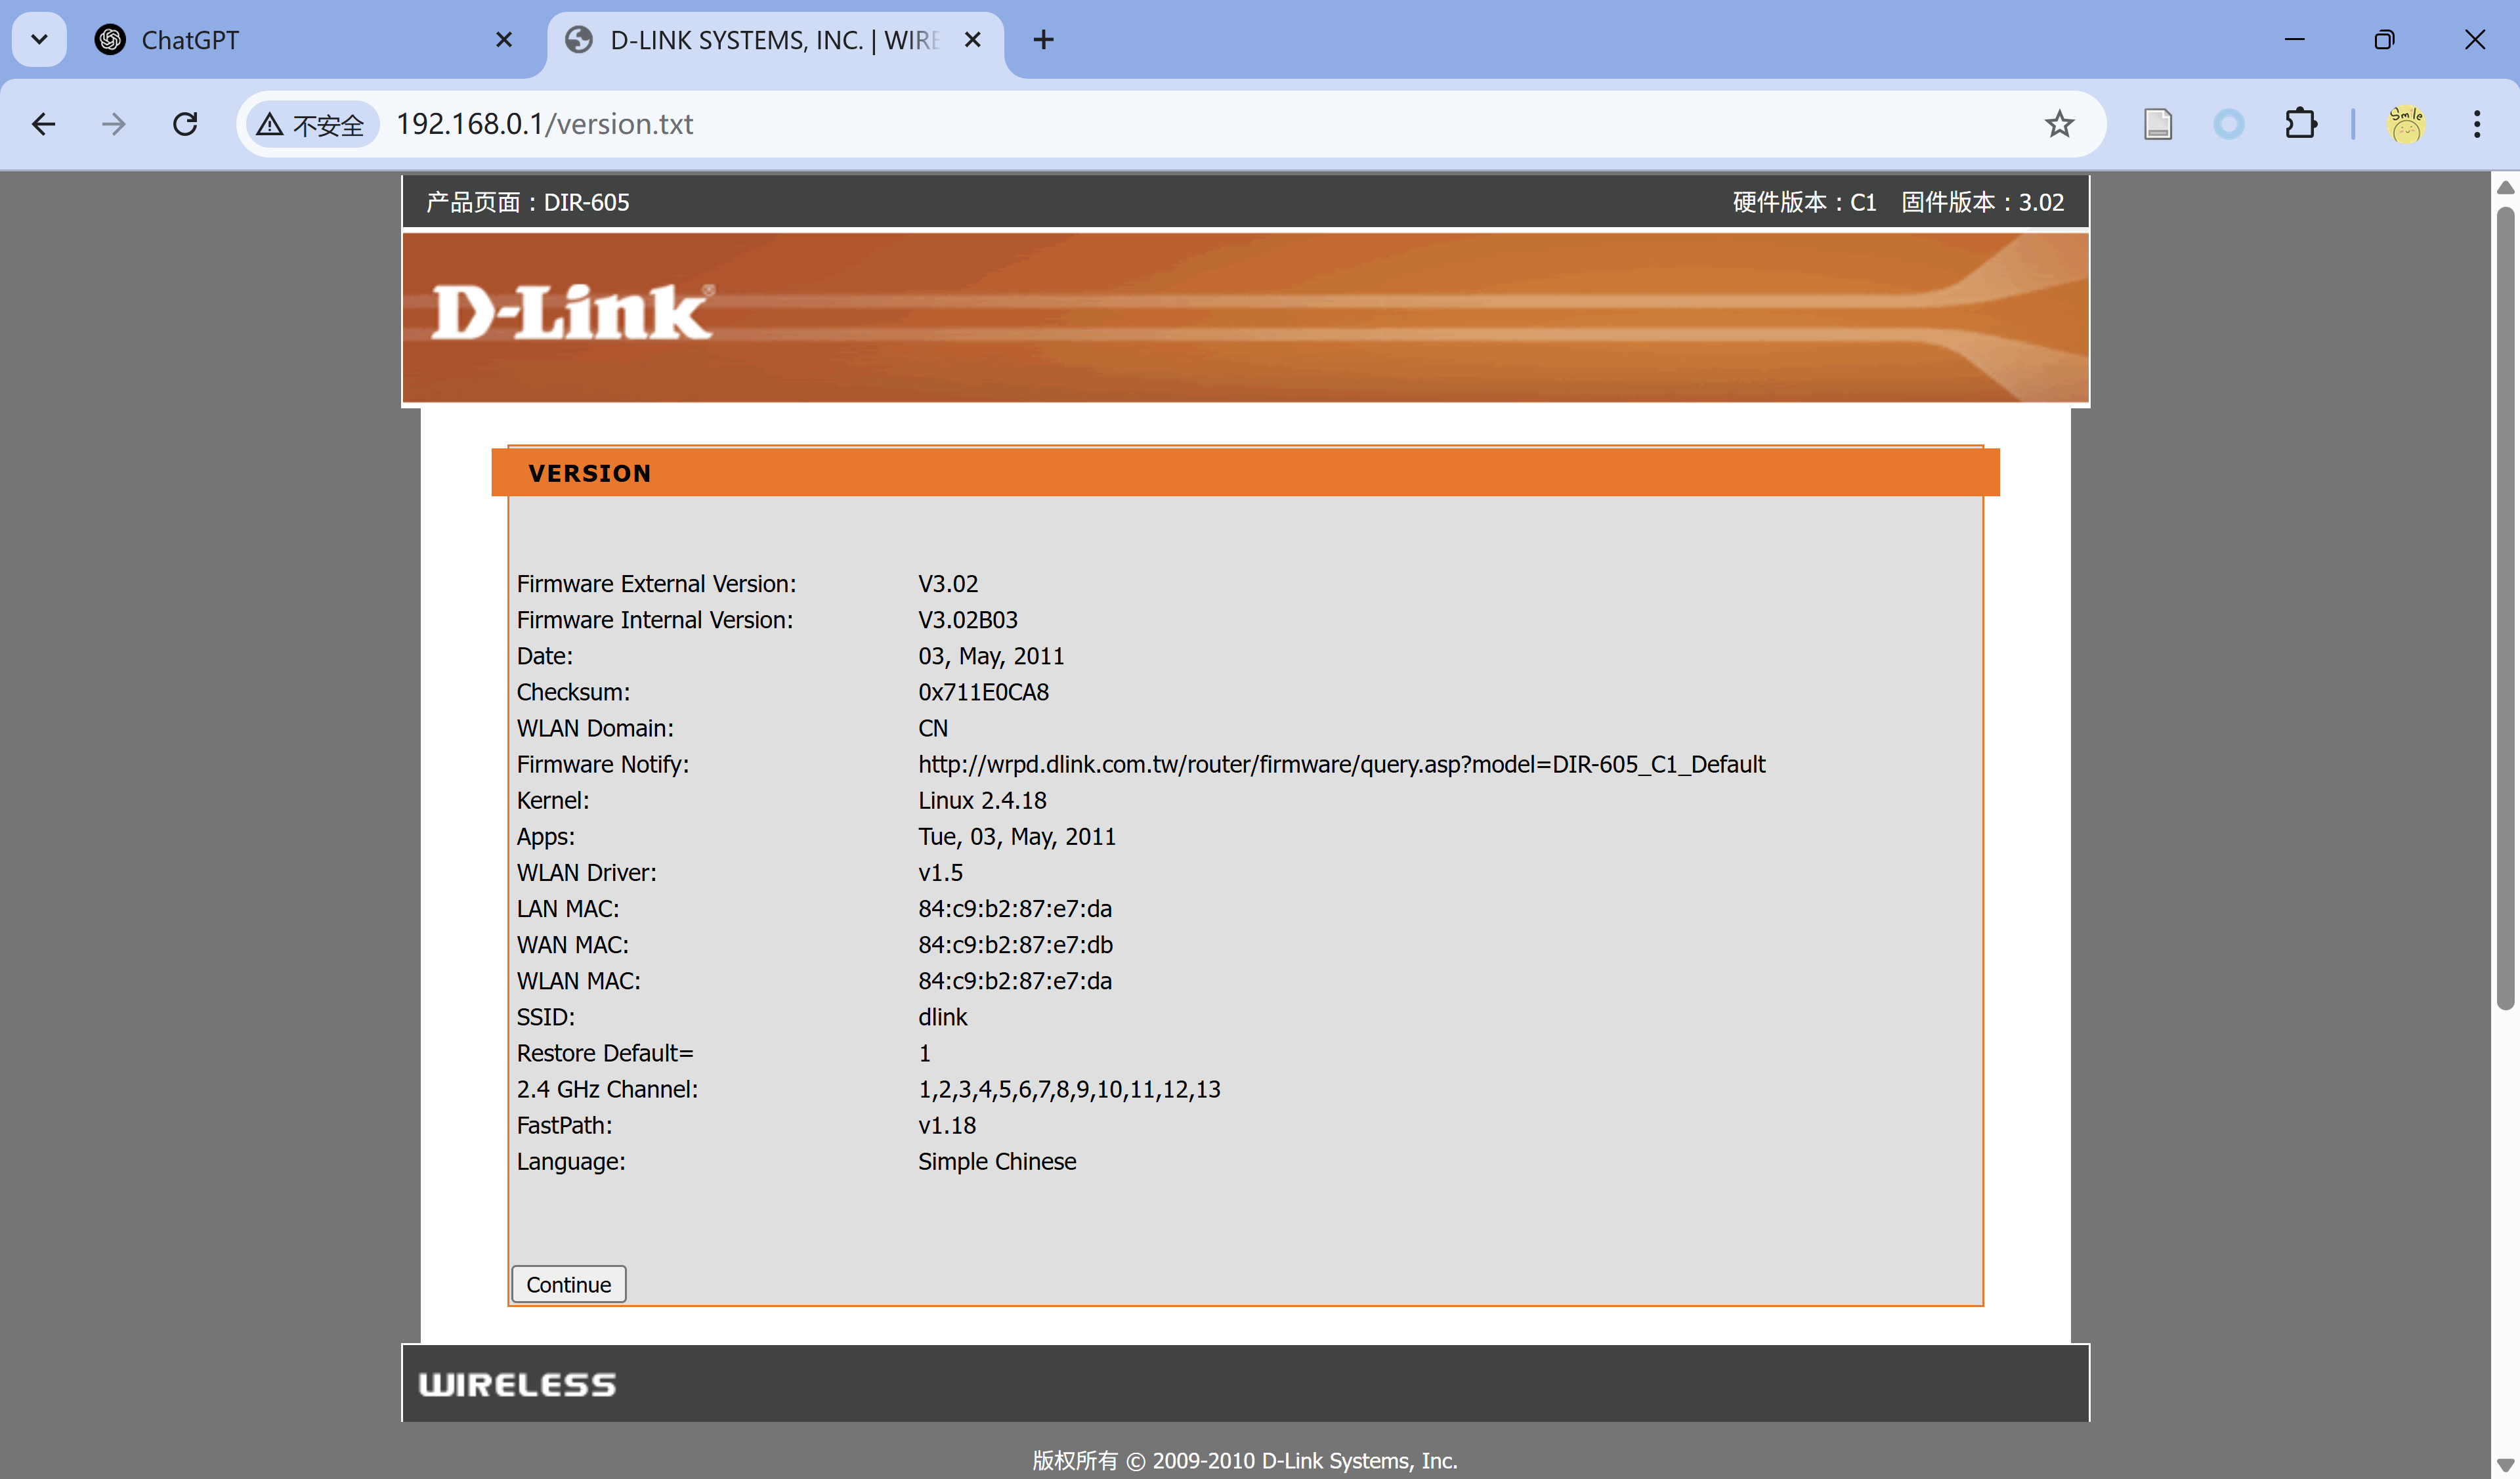 ChatGPT
D-LINK SYSTEMS, INC. | WIRE
不安全
192.168.0.1/version.txt
产品页面：DIR-605
硬件版本：C1 固件版本：3.02
D-Link®
VERSION
Firmware External Version: V3.02
Firmware Internal Version: V3.02B03
Date: 03, May, 2011
Checksum: 0x711E0CA8
WLAN Domain: CN
Firmware Notify: http://wrpd.dlink.com.tw/router/firmware/query.asp?model=DIR-605_C1_Default
Kernel: Linux 2.4.18
Apps: Tue, 03, May, 2011
WLAN Driver: v1.5
LAN MAC: 84:c9:b2:87:e7:da
WAN MAC: 84:c9:b2:87:e7:db
WLAN MAC: 84:c9:b2:87:e7:da
SSID: dlink
Restore Default= 1
2.4 GHz Channel: 1,2,3,4,5,6,7,8,9,10,11,12,13
FastPath: v1.18
Language: Simple Chinese
Continue
WIRELESS
版权所有 © 2009-2010 D-Link Systems, Inc.